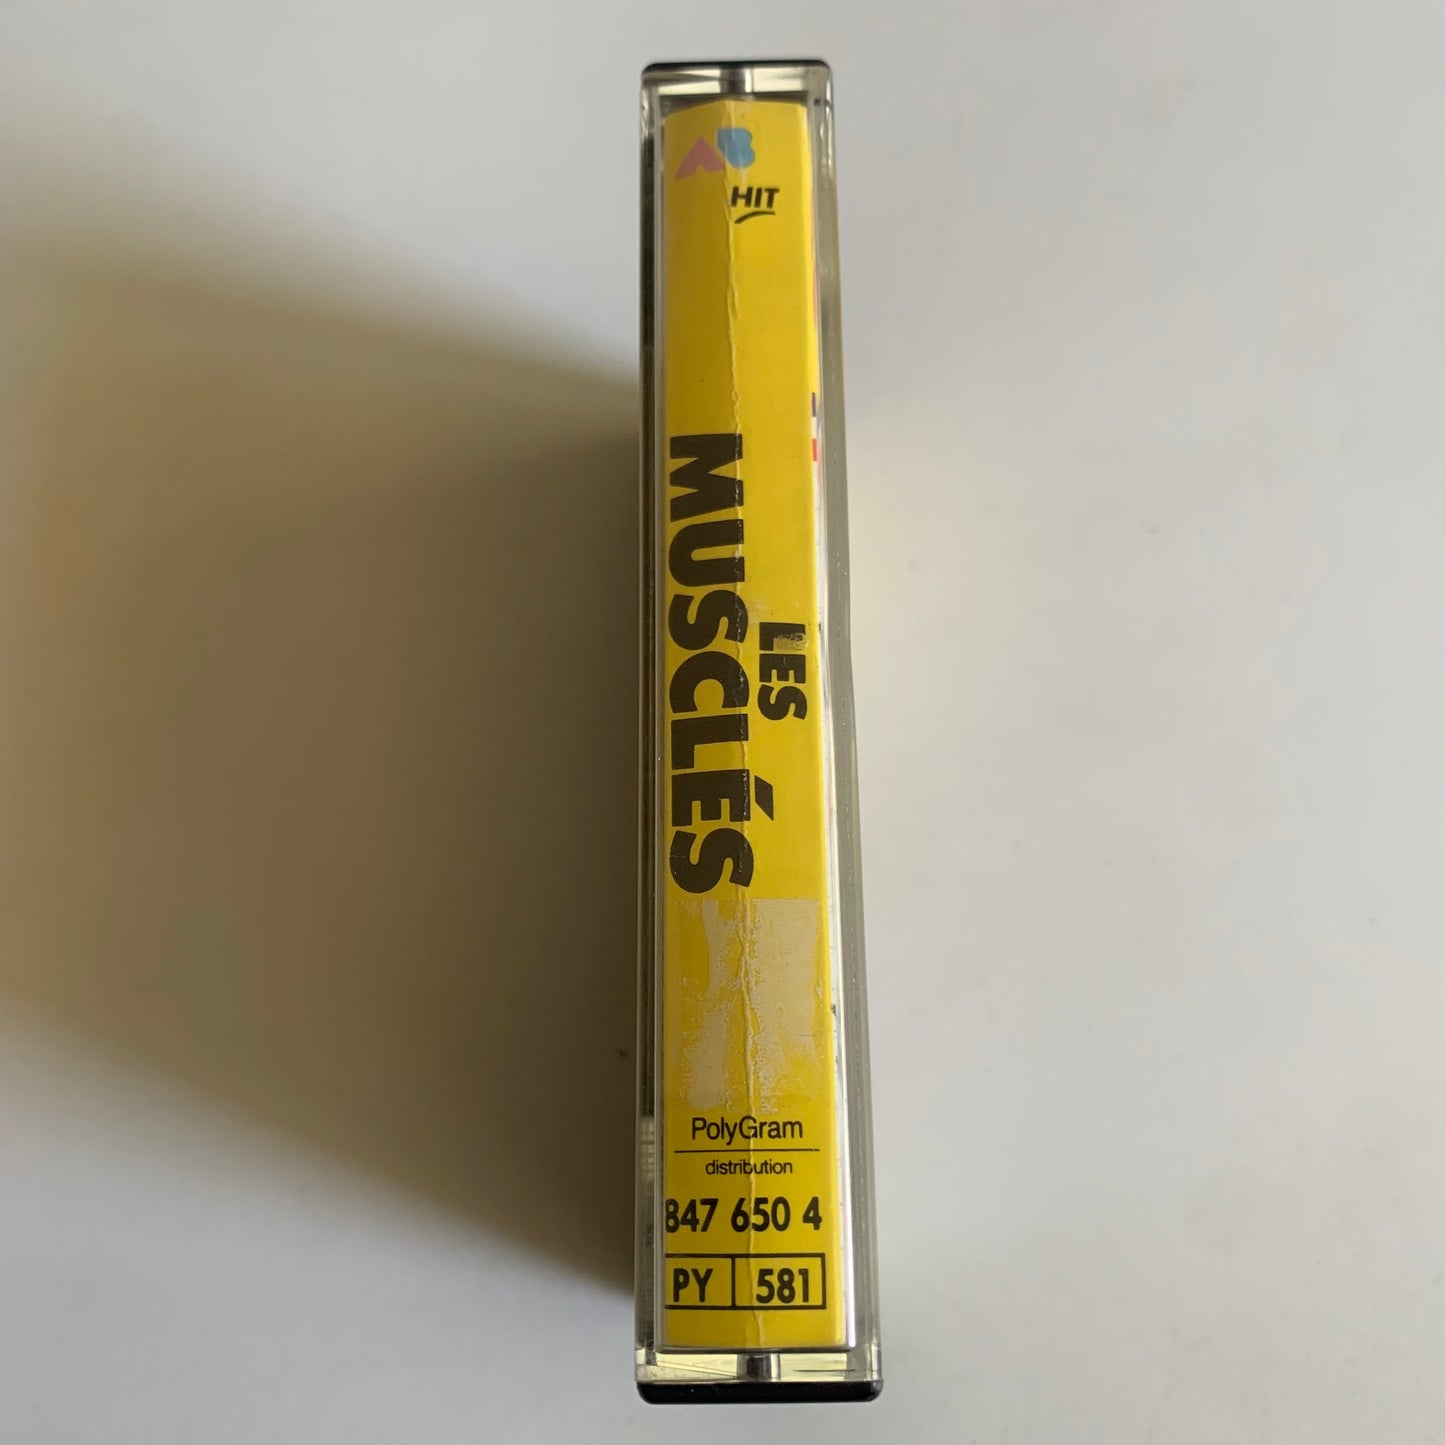 AB
HIT
LES
MUSCLÉS
PolyGram
distribution
847 650 4
PY 581